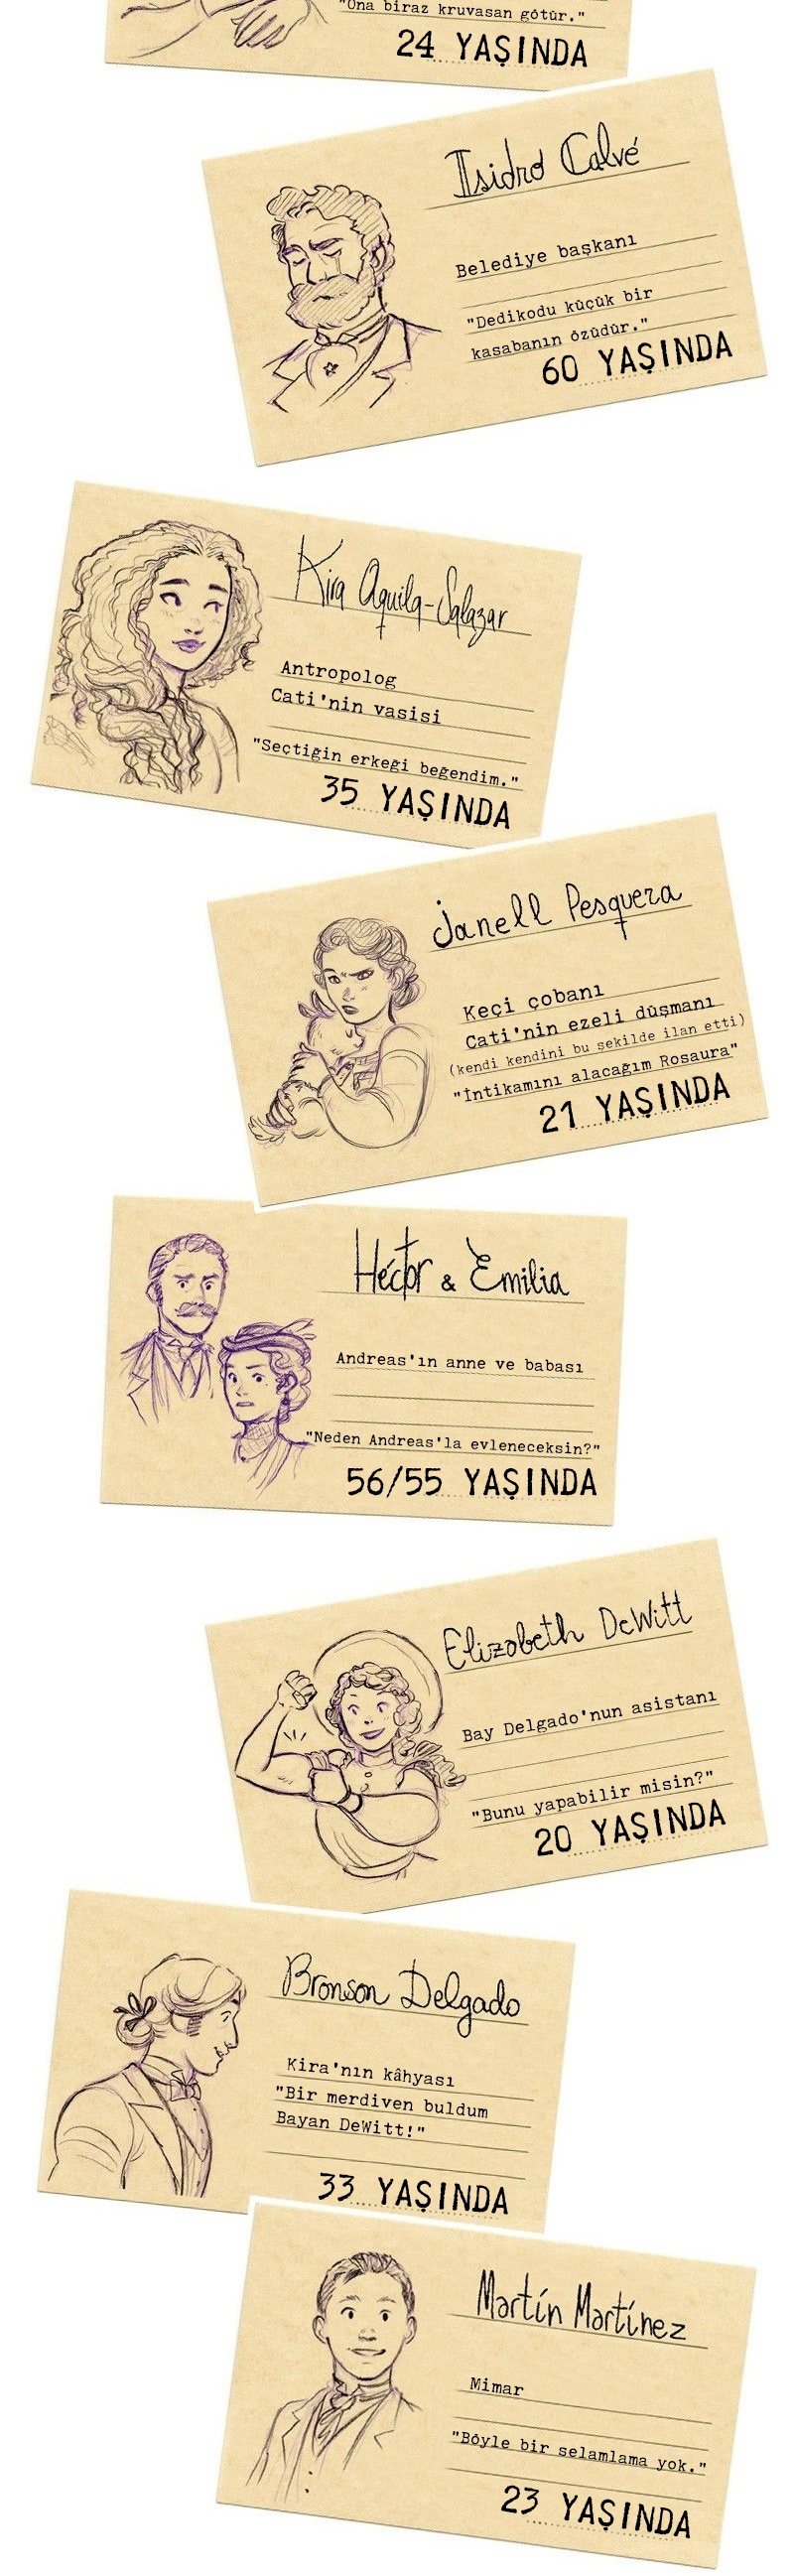 "Ona biraz kruvasan götür."
24 YAŞINDA
Isidro Calvé
Belediye başkanı
"Dedikodu küçük bir
kasabanın özüdür."
60 YAŞINDA
Kira Aquila-Salazar
Antropolog
Cati'nin vasisi
"Seçtiğin erkeği beğendim."
35 YAŞINDA
Janell Pesquera
Keçi çobanı
Cati'nin ezeli düşmanı
(kendi kendini bu şekilde ilan etti)
"İntikamını alacağım Rosaura"
21 YAŞINDA
Héctor & Emilia
Andreas'ın anne ve babası
"Neden Andreas'la evleneceksin?"
56/55 YAŞINDA
Elizabeth DeWitt
Bay Delgado'nun asistanı
"Bunu yapabilir misin?"
20 YAŞINDA
Bronson Delgado
Kira'nın kâhyası
"Bir merdiven buldum
Bayan DeWitt!"
33 YAŞINDA
Martín Martínez
Mimar
"Böyle bir selamlama yok."
23 YAŞINDA